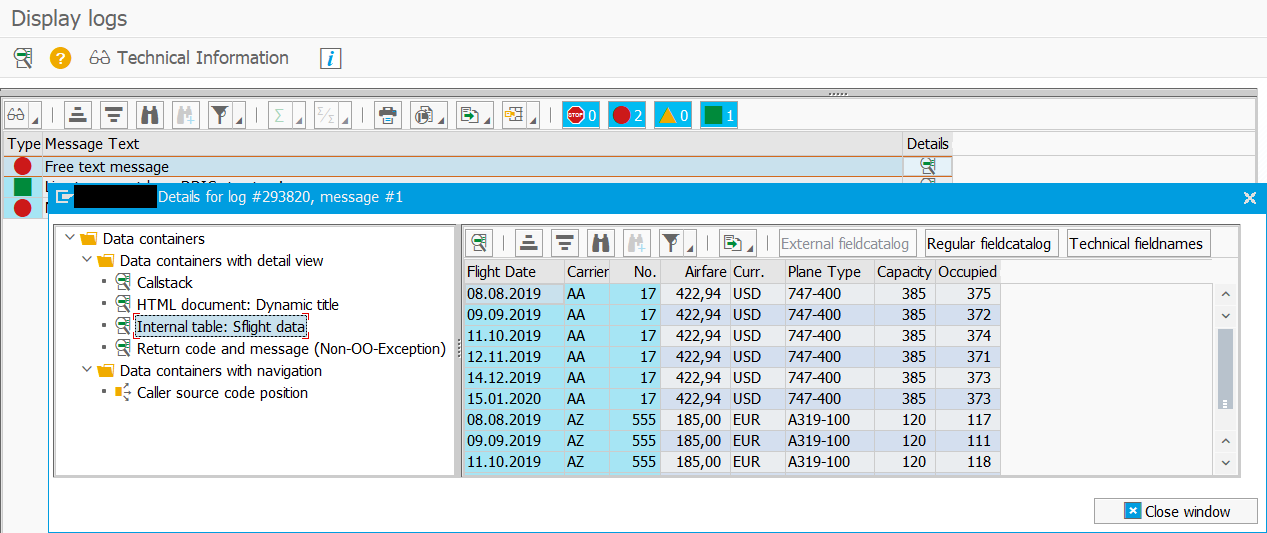 Display logs
Technical Information
STOP 0 2 0 1
Type Message Text Details
Free text message
Details for log #293820, message #1
Data containers
Data containers with detail view
Callstack
HTML document: Dynamic title
Internal table: Sflight data
Return code and message (Non-OO-Exception)
Data containers with navigation
Caller source code position
External fieldcatalog Regular fieldcatalog Technical fieldnames
Flight Date Carrier No. Airfare Curr. Plane Type Capacity Occupied
08.08.2019 AA 17 422,94 USD 747-400 385 375
09.09.2019 AA 17 422,94 USD 747-400 385 372
11.10.2019 AA 17 422,94 USD 747-400 385 374
12.11.2019 AA 17 422,94 USD 747-400 385 371
14.12.2019 AA 17 422,94 USD 747-400 385 373
15.01.2020 AA 17 422,94 USD 747-400 385 373
08.08.2019 AZ 555 185,00 EUR A319-100 120 117
09.09.2019 AZ 555 185,00 EUR A319-100 120 111
11.10.2019 AZ 555 185,00 EUR A319-100 120 118
Close window